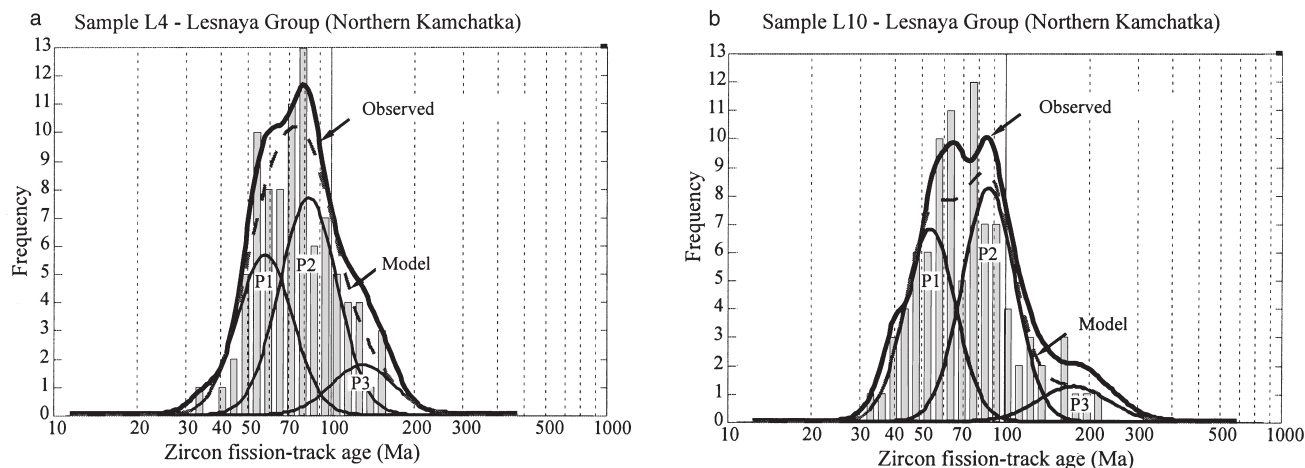 a
Sample L4 - Lesnaya Group (Northern Kamchatka)
13
12
11
10
9
8
7
6
5
4
3
2
1
0
Frequency
Observed
Model
P1
P2
P3
10 20 30 40 50 70 100 200 300 500 1000
Zircon fission-track age (Ma)
b
Sample L10 - Lesnaya Group (Northern Kamchatka)
13
12
11
10
9
8
7
6
5
4
3
2
1
0
Frequency
Observed
Model
P1
P2
P3
10 20 30 40 50 70 100 200 300 500 1000
Zircon fission-track age (Ma)